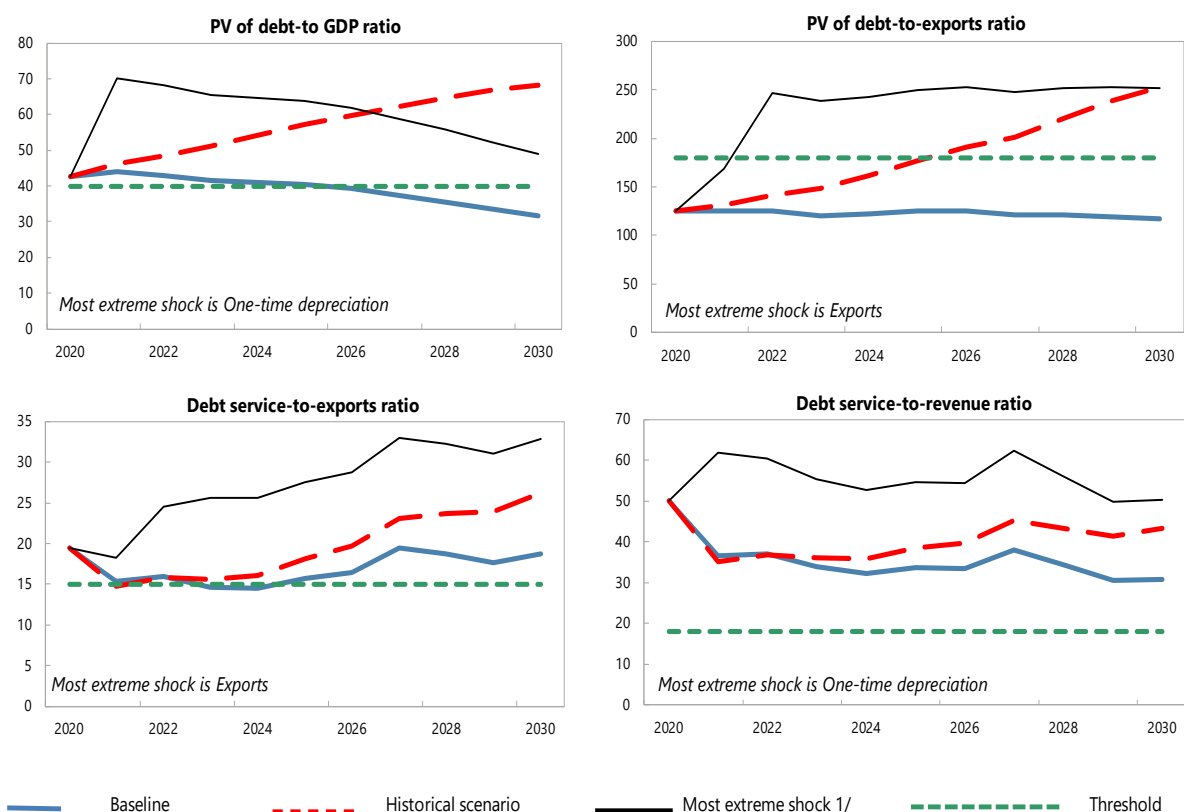 PV of debt-to GDP ratio
80
70
60
50
40
30
20
10
0
Most extreme shock is One-time depreciation
2020 2022 2024 2026 2028 2030
PV of debt-to-exports ratio
300
250
200
150
100
50
0
Most extreme shock is Exports
2020 2022 2024 2026 2028 2030
Debt service-to-exports ratio
35
30
25
20
15
10
5
0
Most extreme shock is Exports
2020 2022 2024 2026 2028 2030
Debt service-to-revenue ratio
70
60
50
40
30
20
10
0
Most extreme shock is One-time depreciation
2020 2022 2024 2026 2028 2030
Baseline Historical scenario Most extreme shock 1/ Threshold